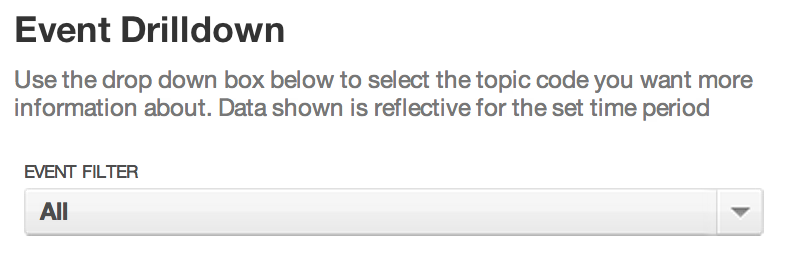 Event Drilldown
Use the drop down box below to select the topic code you want more
information about. Data shown is reflective for the set time period
EVENT FILTER
All